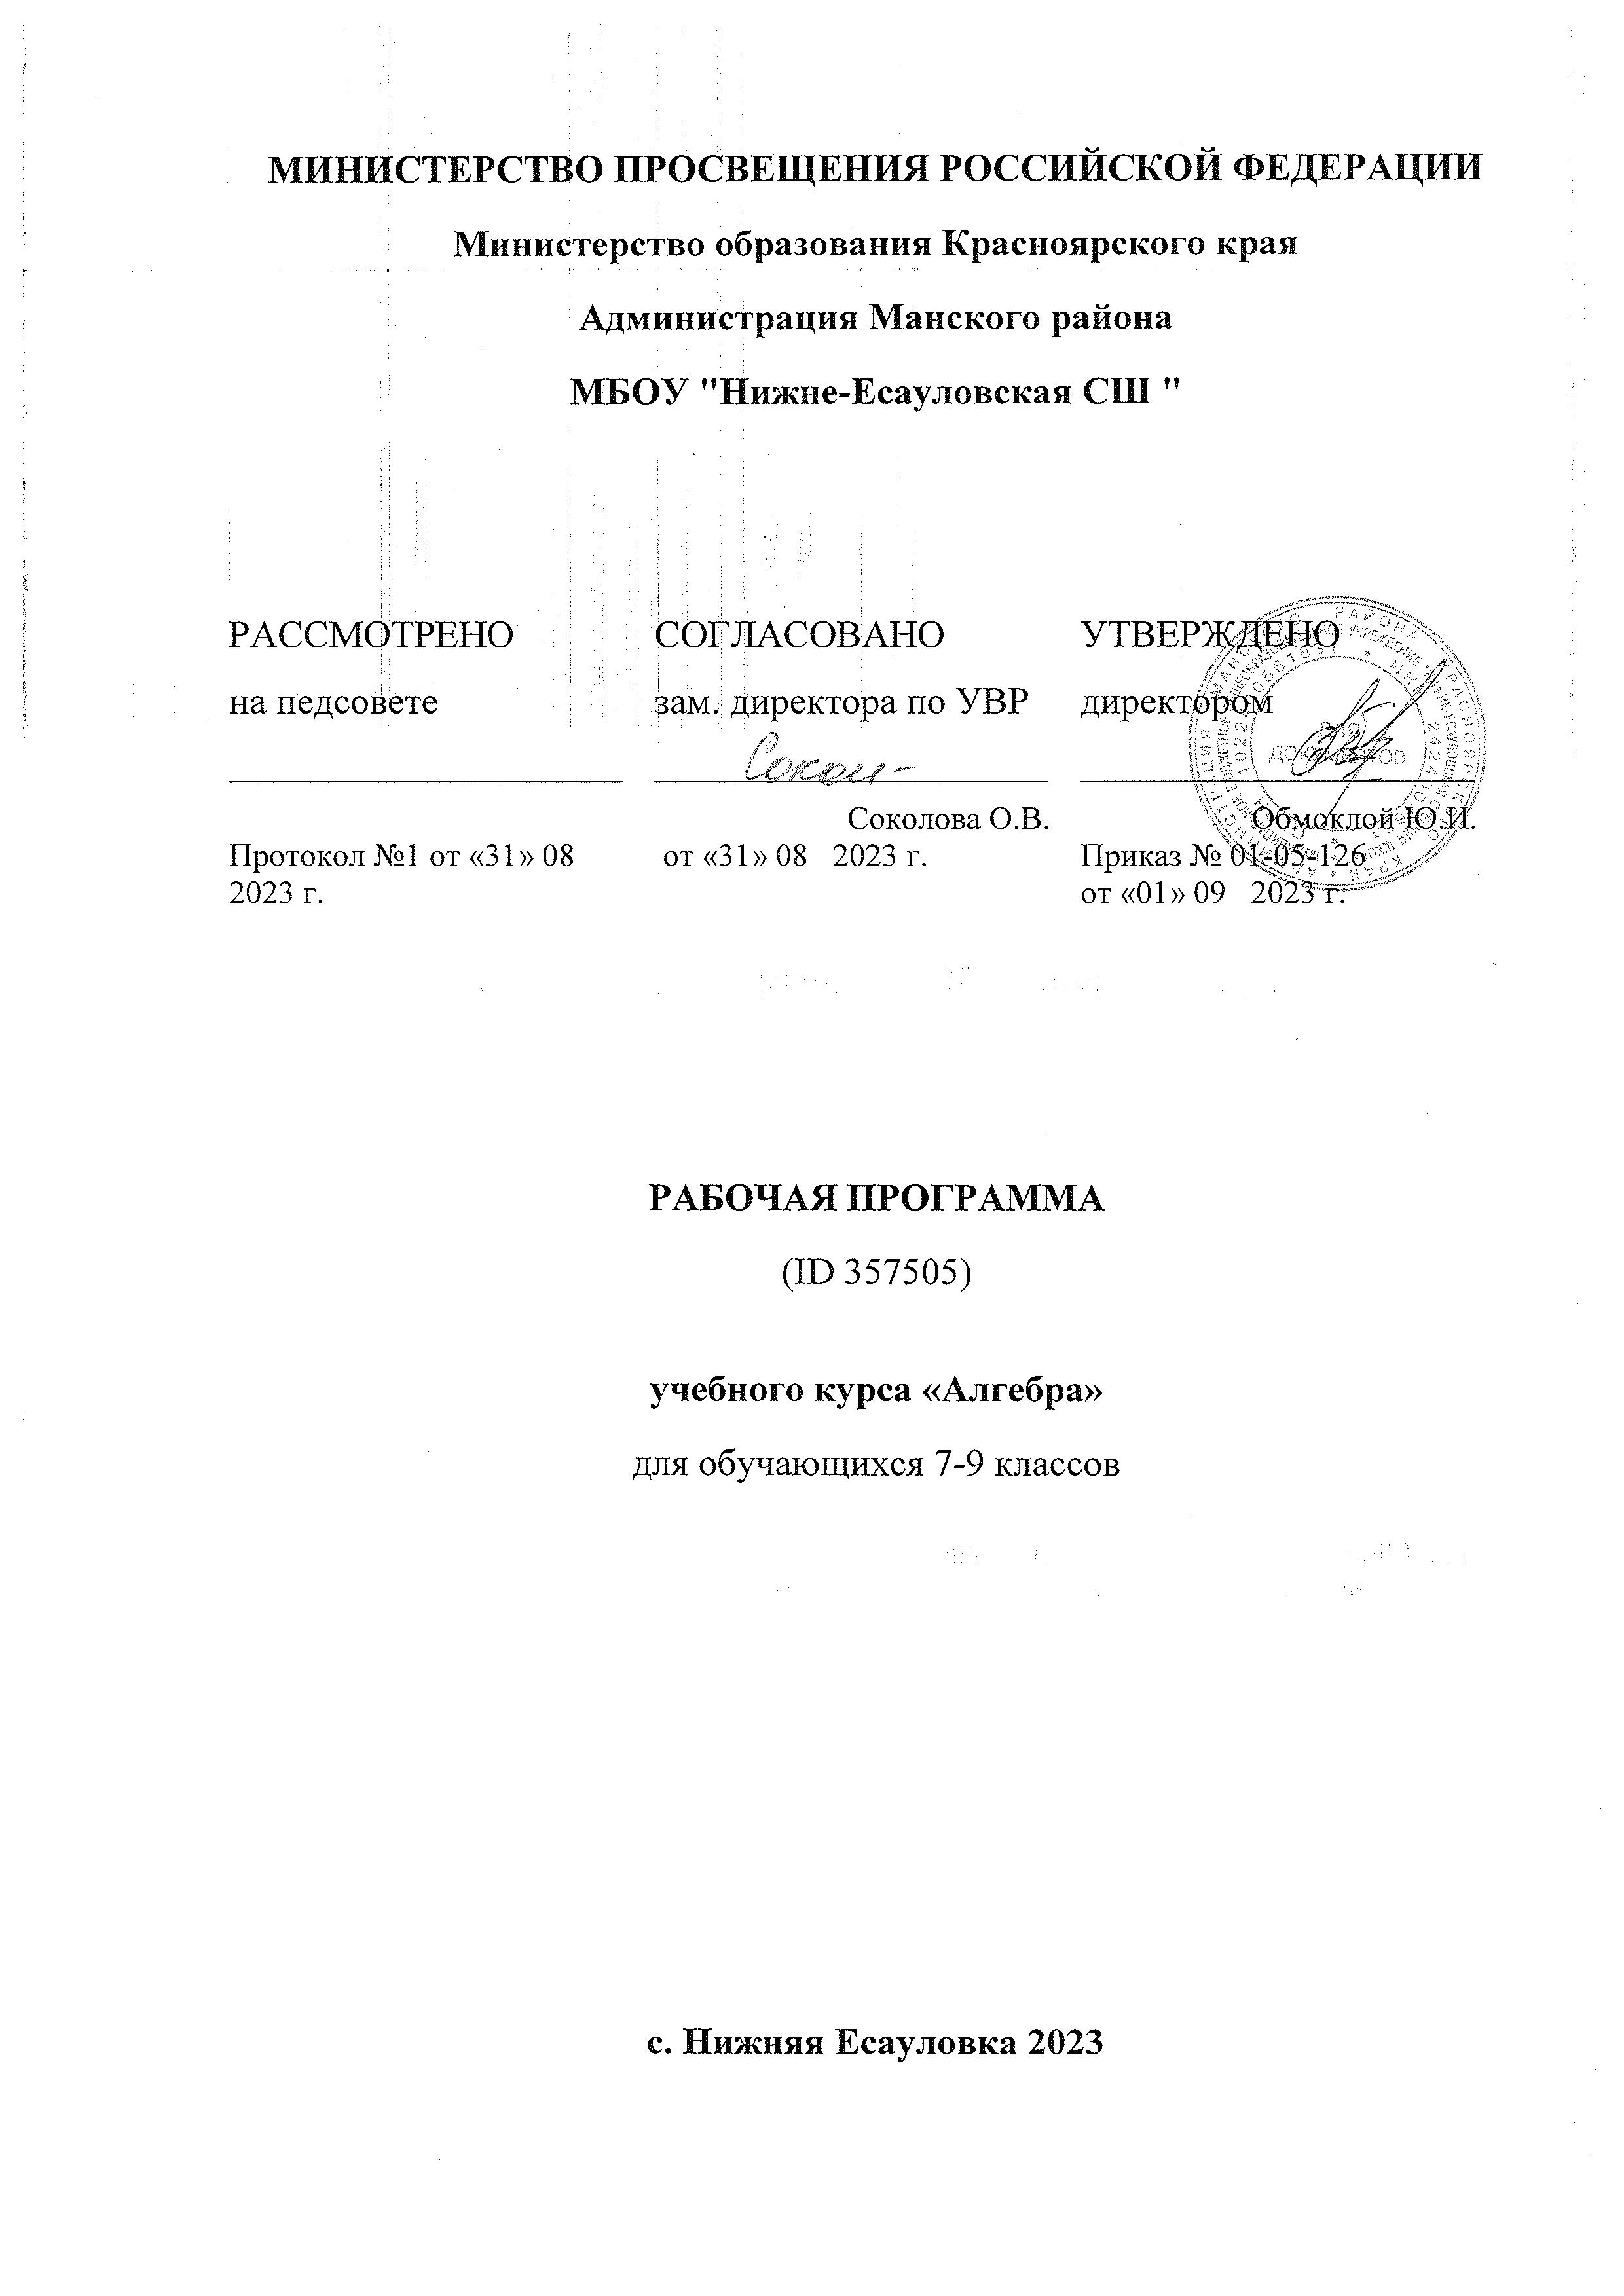 МИНИСТЕРСТВО ПРОСВЕЩЕНИЯ РОССИЙСКОЙ ФЕДЕРАЦИИ
Министерство образования Красноярского края
Администрация Манского района
МБОУ "Нижне-Есауловская СШ "
РАССМОТРЕНО
на педсовете
Протокол №1 от «31» 08
2023 г.
СОГЛАСОВАНО
зам. директора по УВР
Соколова О.В.
от «31» 08 2023 г.
УТВЕРЖДЕНО
директором
ДОКУМЕНТОВ
Обмоклой Ю.И.
Приказ № 01-05-126
от «01» 09 2023 г.
РАБОЧАЯ ПРОГРАММА
(ID 357505)
учебного курса «Алгебра»
для обучающихся 7-9 классов
с. Нижняя Есауловка 2023